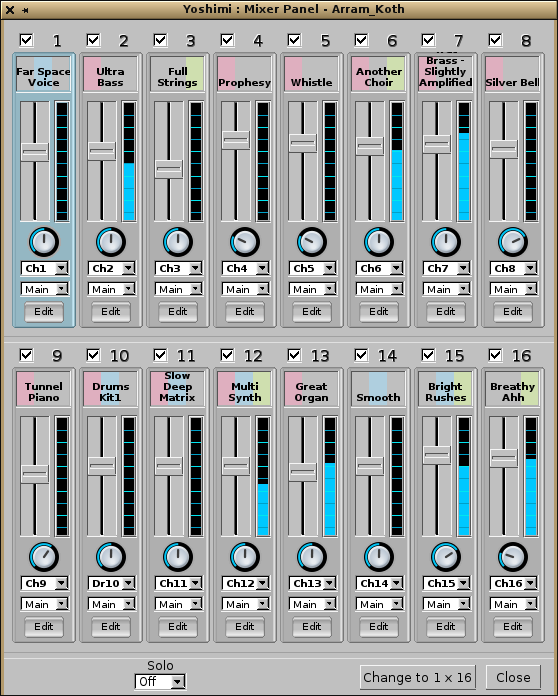 Yoshimi : Mixer Panel - Arram_Koth
1 2 3 4 5 6 7 8
Far Space Voice
Ultra Bass
Full Strings
Prophesy
Whistle
Another Choir
Brass - Slightly Amplified
Silver Bell
Ch1 Ch2 Ch3 Ch4 Ch5 Ch6 Ch7 Ch8
Main Main Main Main Main Main Main Main
Edit Edit Edit Edit Edit Edit Edit Edit
9 10 11 12 13 14 15 16
Tunnel Piano
Drums Kit1
Slow Deep Matrix
Multi Synth
Great Organ
Smooth
Bright Rushes
Breathy Ahh
Ch9 Dr10 Ch11 Ch12 Ch13 Ch14 Ch15 Ch16
Main Main Main Main Main Main Main Main
Edit Edit Edit Edit Edit Edit Edit Edit
Solo
Off
Change to 1 x 16
Close